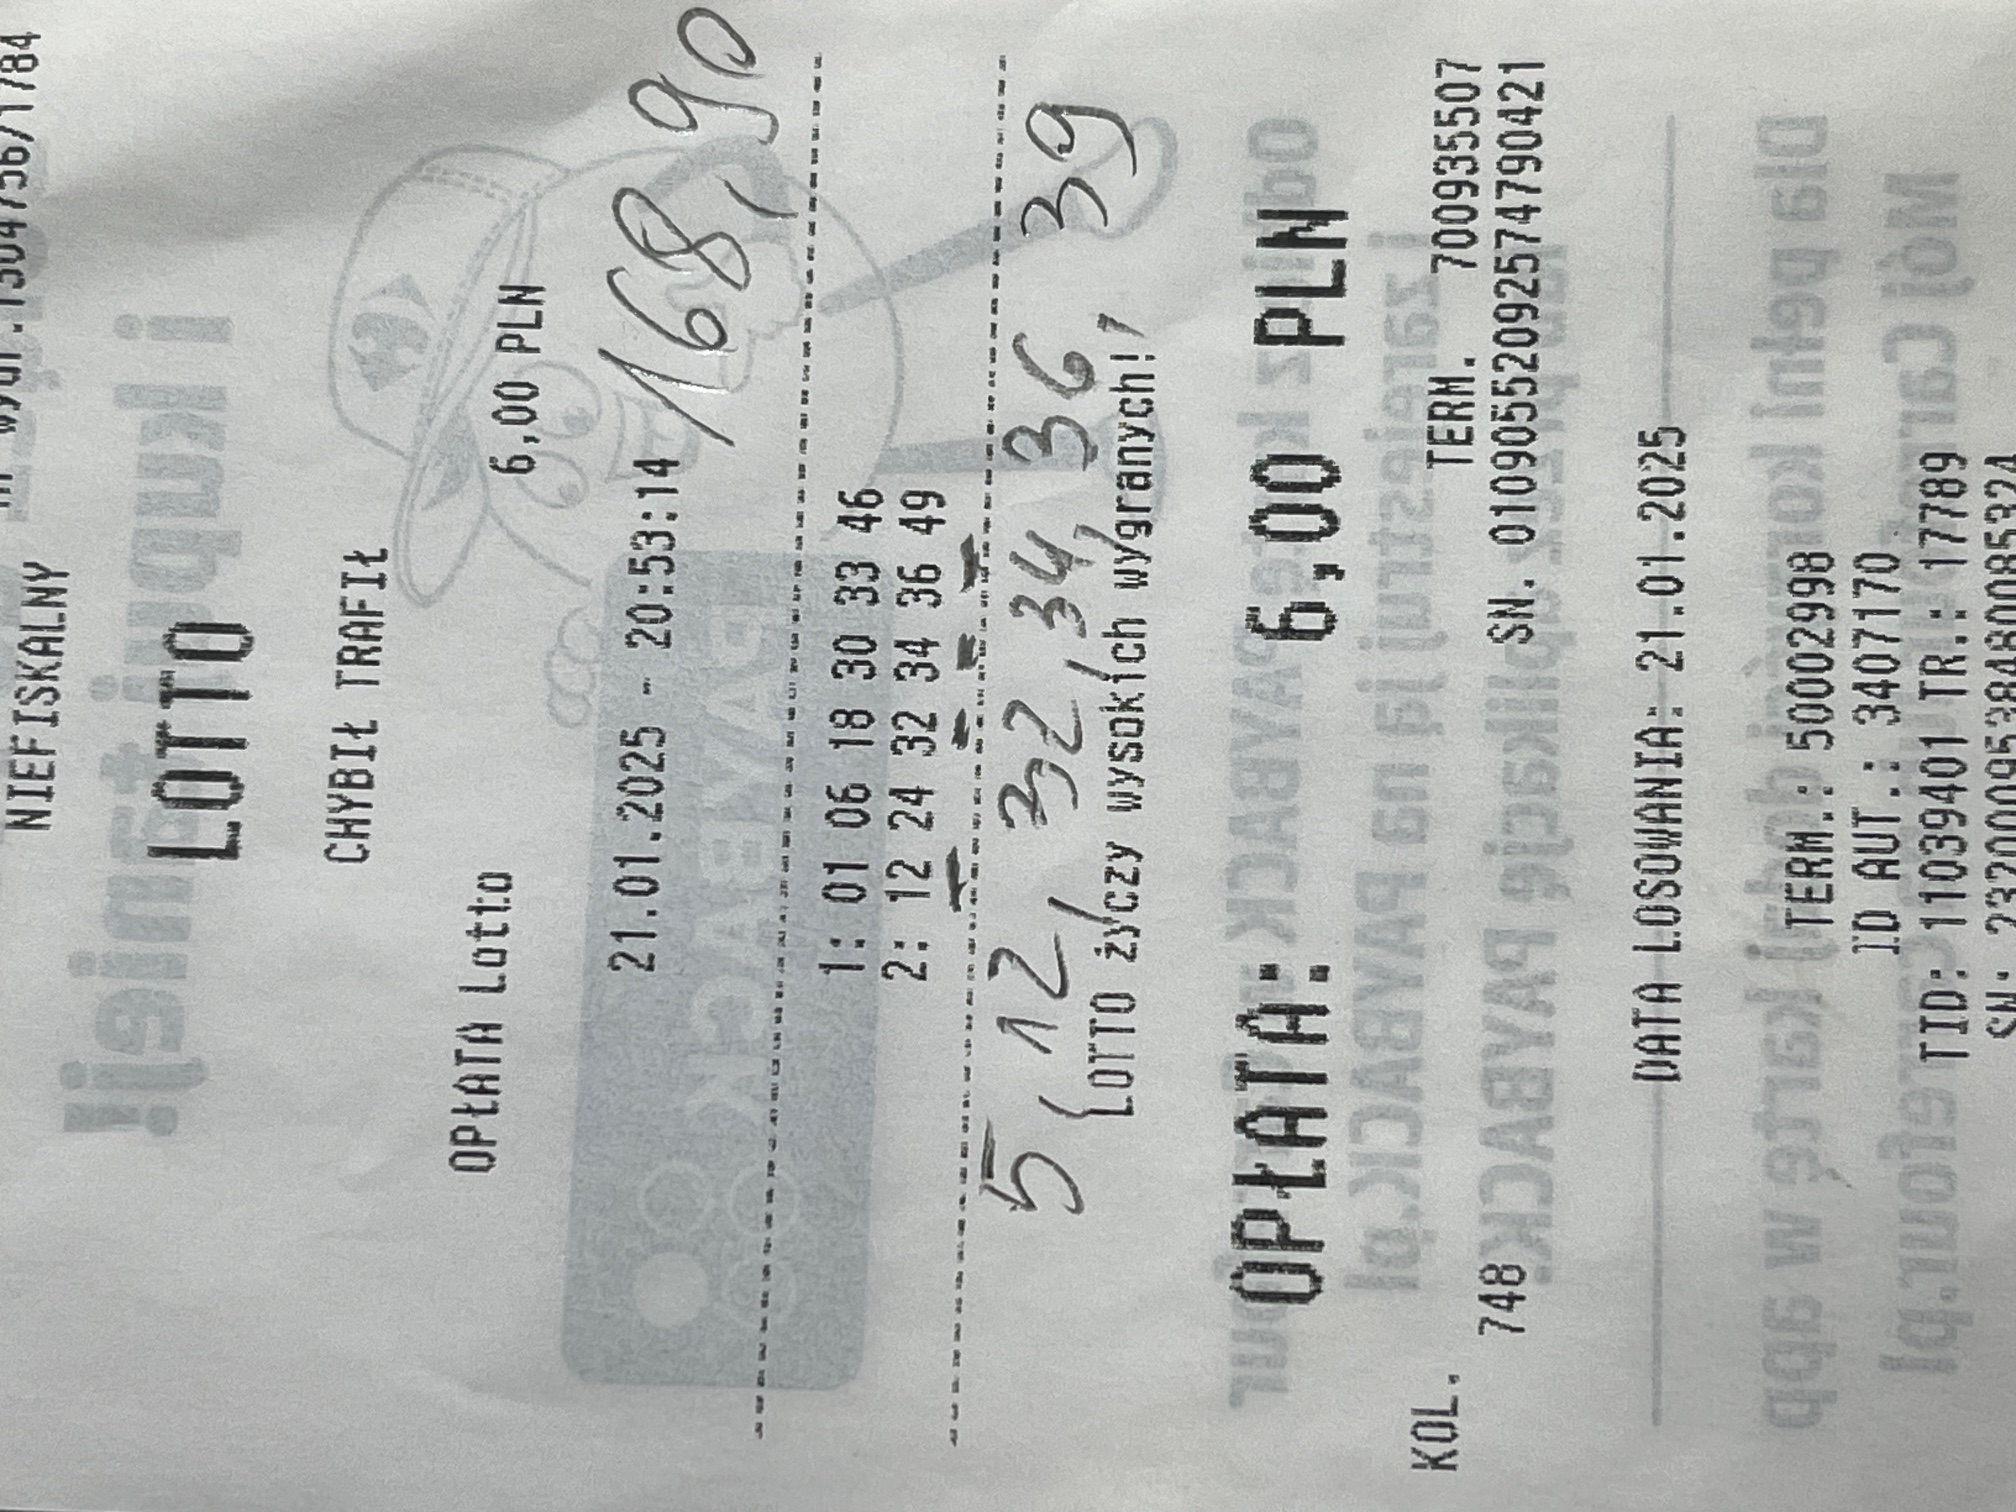 NIEFISKALNY
LOTTO
CHYBIŁ TRAFIŁ
OPŁATA Lotto 6,00 PLN
21.01.2025 - 20:53:14
168,90
1: 01 06 18 30 33 46
2: 12 24 32 34 36 49
5, 12, 32, 34, 36, 39
LOTTO życzy wysokich wygranych!
OPŁATA: 6,00 PLN
KOL. TERM. 700935507
748 SN. 010905520925747790421
DATA LOSOWANIA: 21.01.2025
TERM.: 50002998
ID AUT.: 3407170
TID: 11039401 TR.: 17789